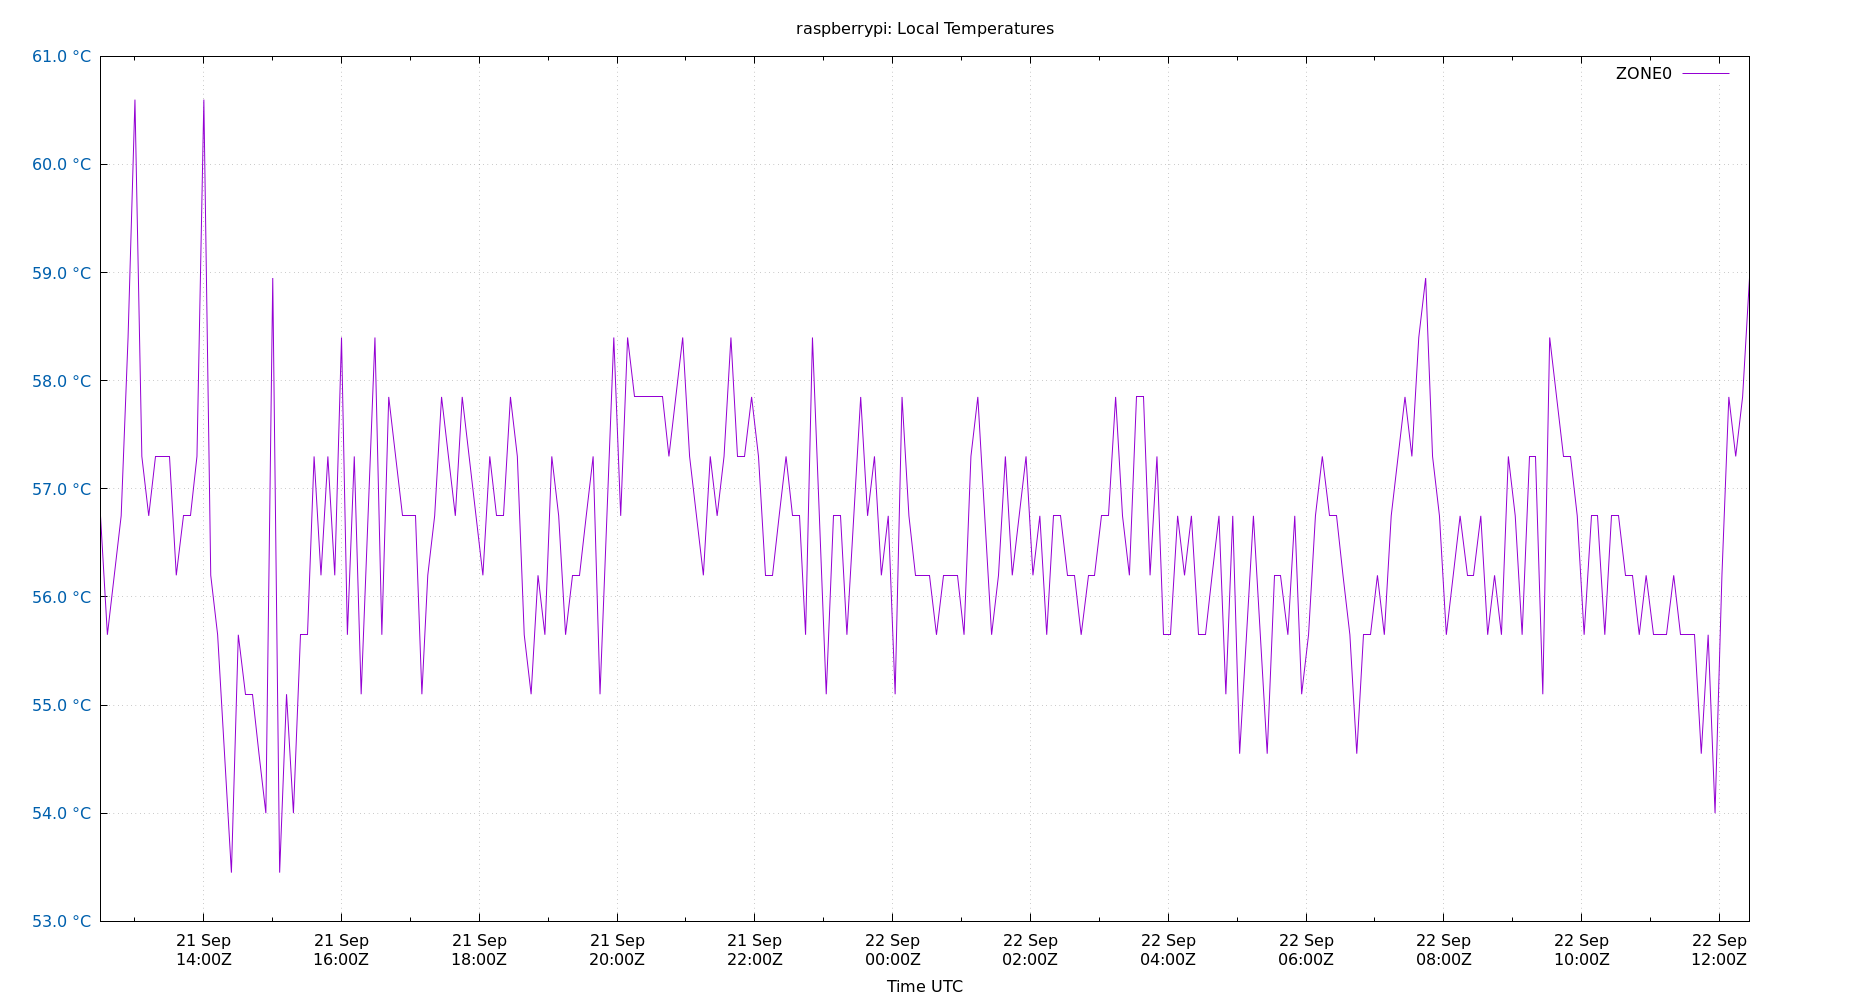 raspberrypi: Local Temperatures
61.0 °C
ZONE0
60.0 °C
59.0 °C
58.0 °C
57.0 °C
56.0 °C
55.0 °C
54.0 °C
53.0 °C
21 Sep 21 Sep 21 Sep 21 Sep 21 Sep 22 Sep 22 Sep 22 Sep 22 Sep 22 Sep 22 Sep 22 Sep
14:00Z 16:00Z 18:00Z 20:00Z 22:00Z 00:00Z 02:00Z 04:00Z 06:00Z 08:00Z 10:00Z 12:00Z
Time UTC